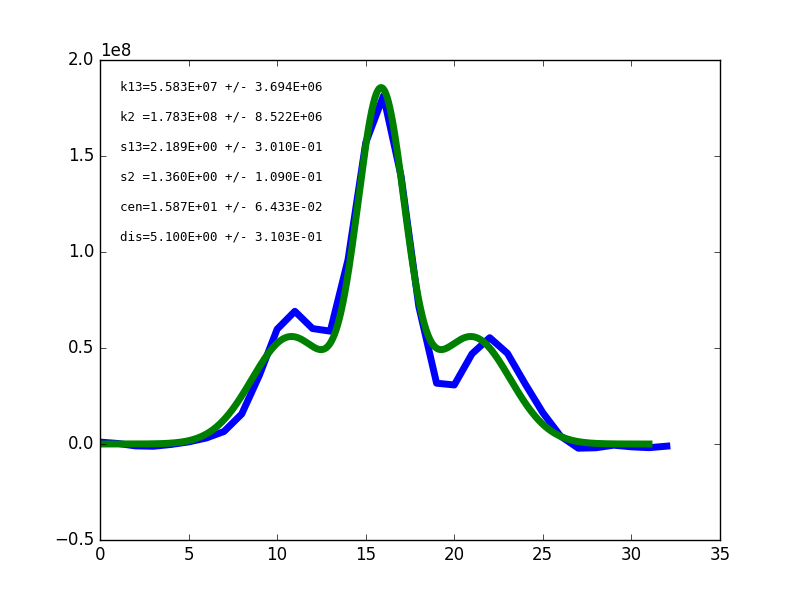 1e8
2.0
1.5
1.0
0.5
0.0
−0.5
k13=5.583E+07 +/- 3.694E+06
k2 =1.783E+08 +/- 8.522E+06
s13=2.189E+00 +/- 3.010E-01
s2 =1.360E+00 +/- 1.090E-01
cen=1.587E+01 +/- 6.433E-02
dis=5.100E+00 +/- 3.103E-01
0 5 10 15 20 25 30 35